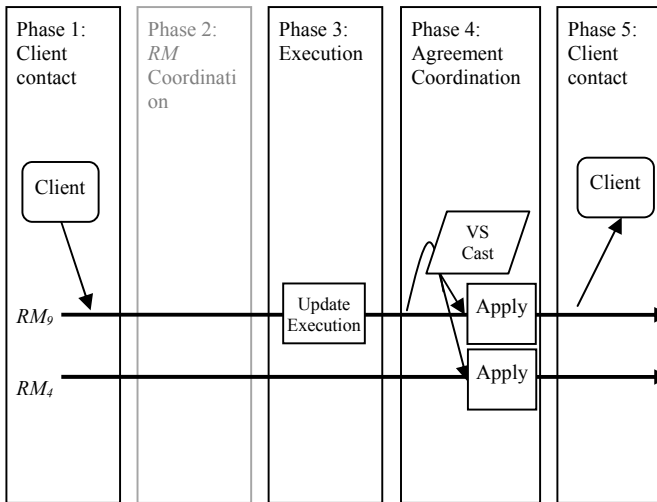 Phase 1:
Client
contact
Phase 2:
RM
Coordinati
on
Phase 3:
Execution
Phase 4:
Agreement
Coordination
Phase 5:
Client
contact
Client
Client
VS
Cast
Update
Execution
Apply
RM9
Apply
RM4